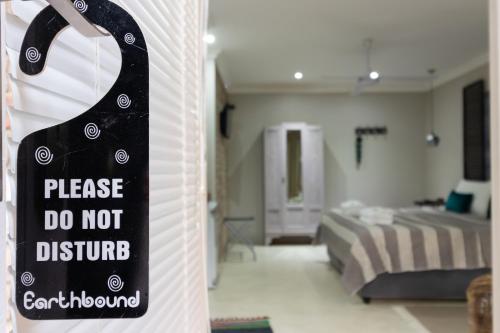 PLEASE
DO NOT
DISTURB
Earthbound